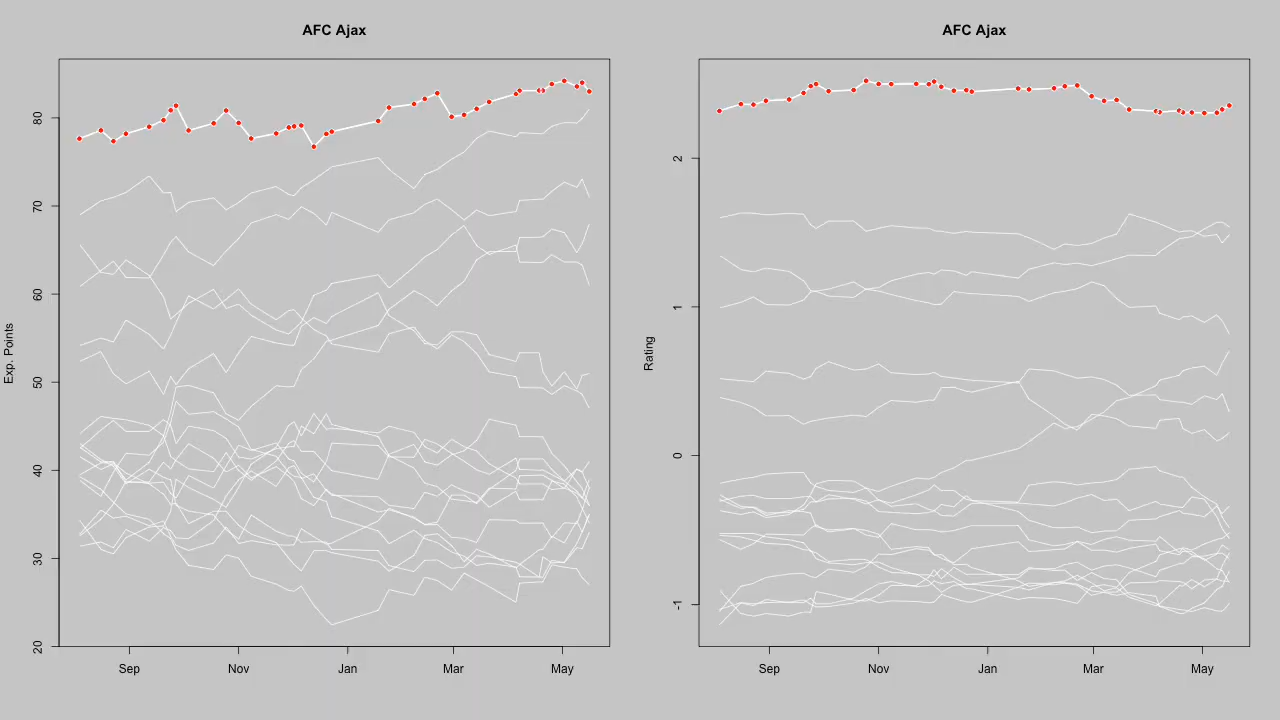 AFC Ajax
Exp. Points
80
70
60
50
40
30
20
Sep
Nov
Jan
Mar
May
AFC Ajax
Rating
2
1
0
-1
Sep
Nov
Jan
Mar
May